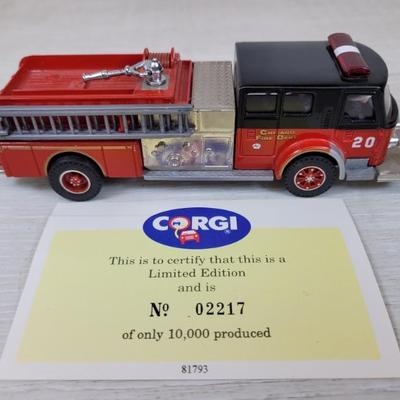 CHICAGO
FIRE DEPT
20
CORGI
This is to certify that this is a
Limited Edition
and is
No 02217
of only 10,000 produced
81793